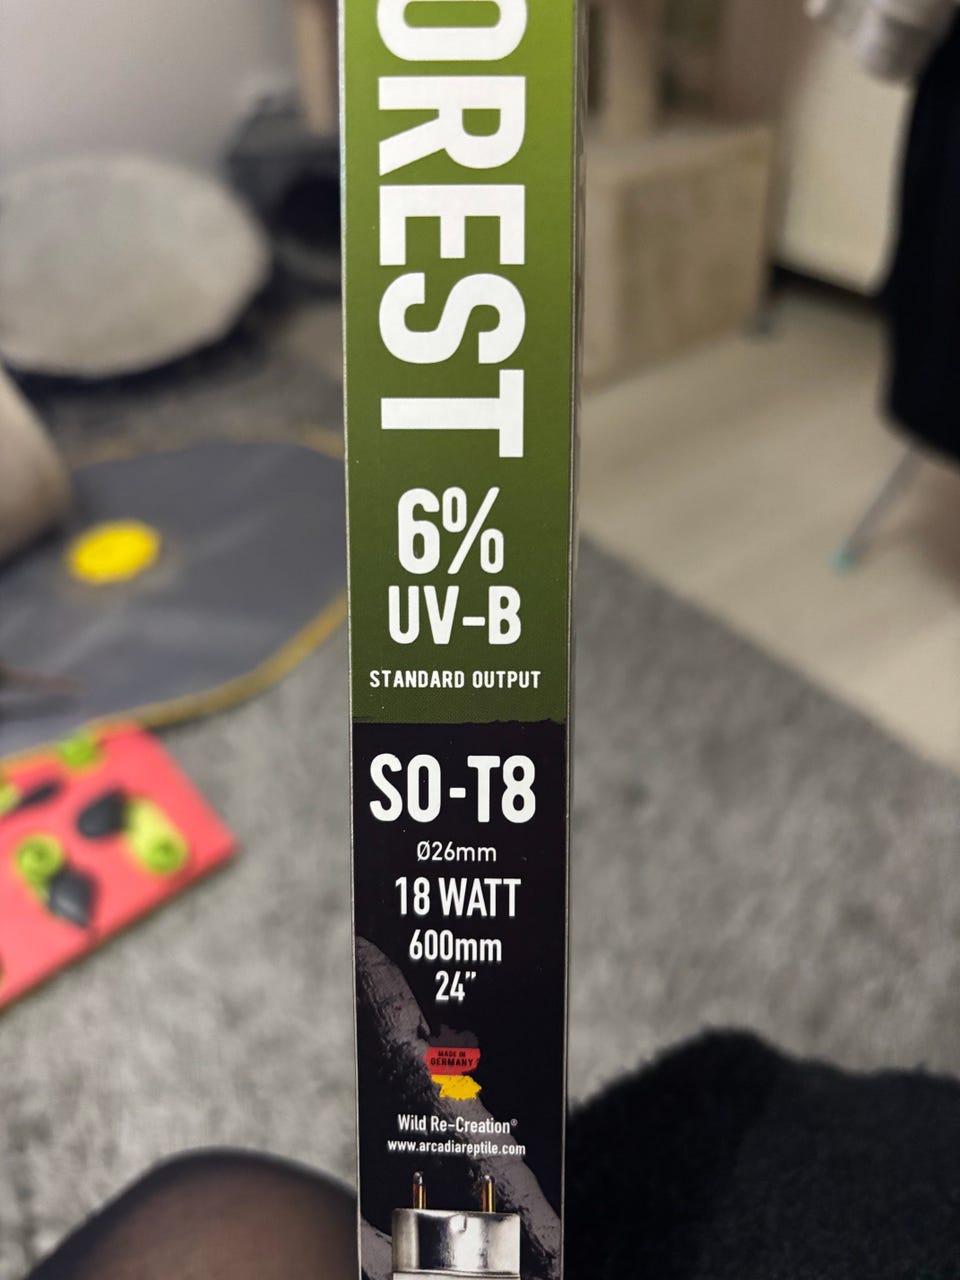 OREST
6%
UV-B
STANDARD OUTPUT
SO-T8
Ø26mm
18 WATT
600mm
24”
MADE IN
GERMANY
Wild Re-Creation®
www.arcadiareptile.com